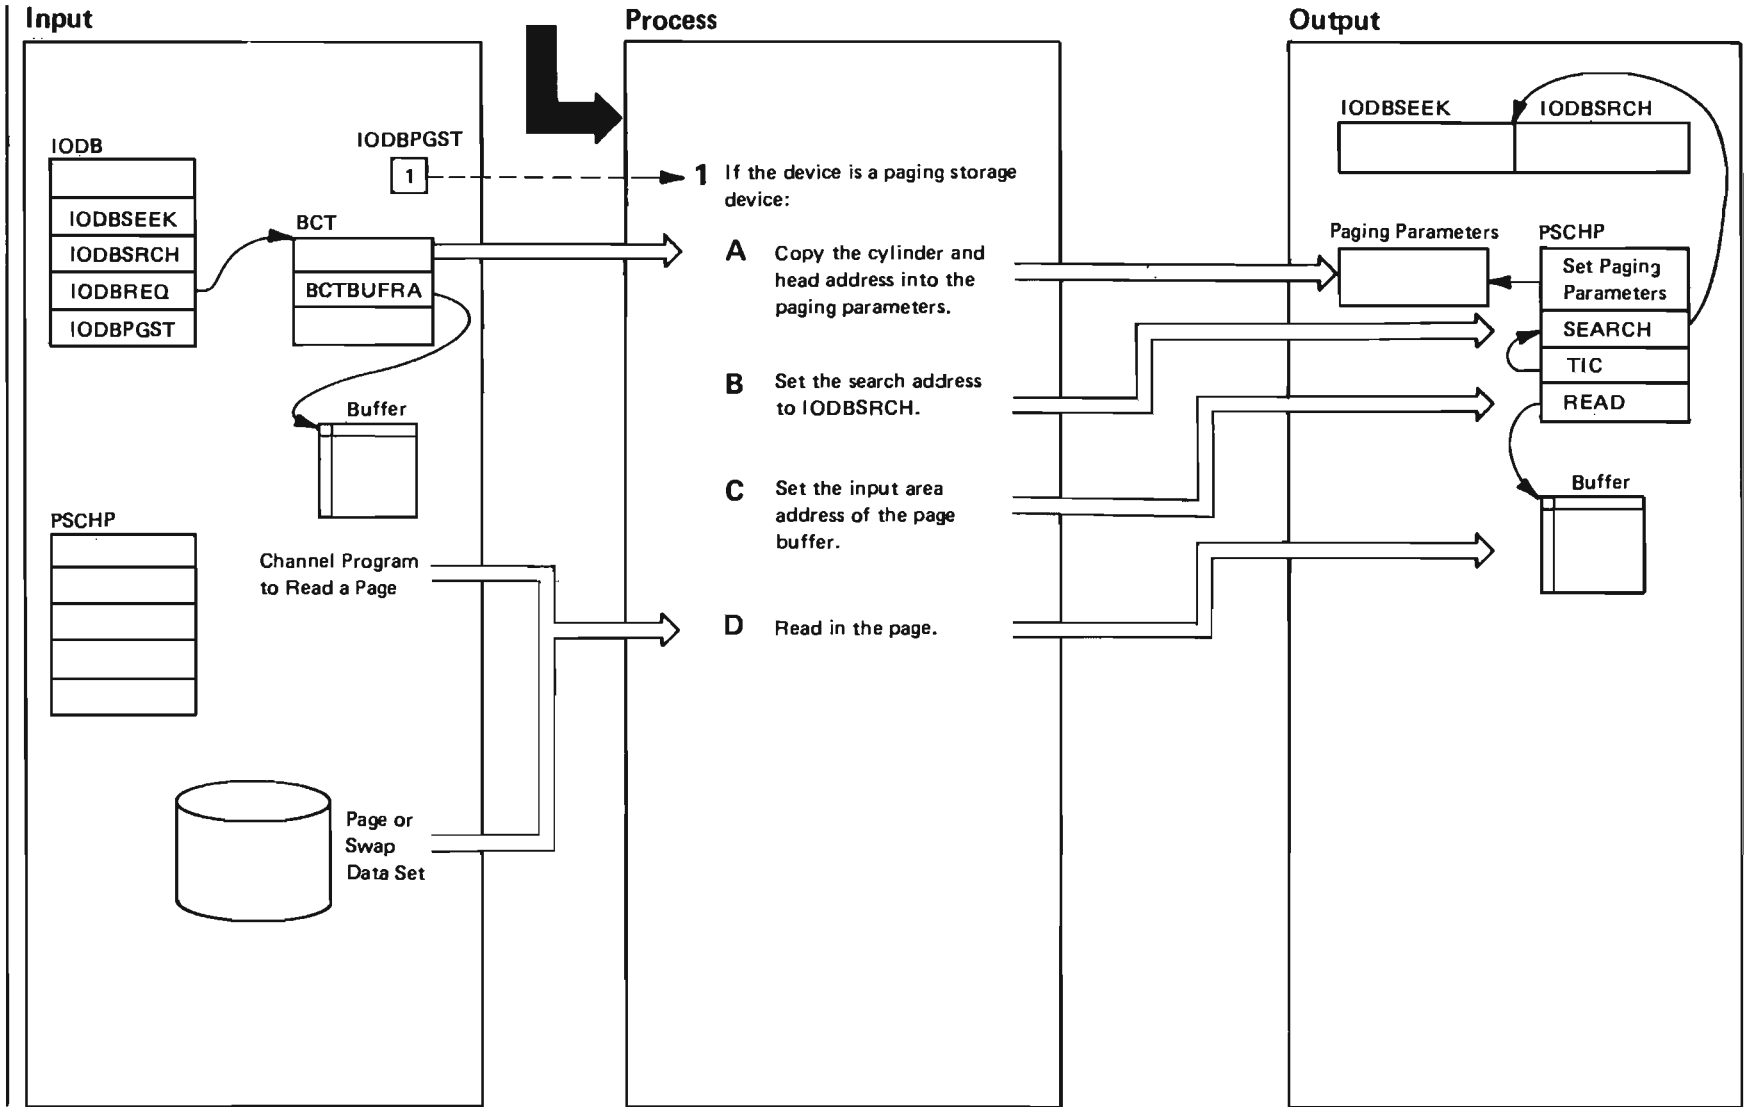 Input
IODB
IODBSEEK
IODBSRCH
IODBREQ
IODBPGST
IODBPGST
1
BCT
BCTBUFRA
Buffer
PSCHP
Channel Program
to Read a Page
Page or
Swap
Data Set
Process
1 If the device is a paging storage
device:
A Copy the cylinder and
head address into the
paging parameters.
B Set the search address
to IODBSRCH.
C Set the input area
address of the page
buffer.
D Read in the page.
Output
IODBSEEK IODBSRCH
Paging Parameters
PSCHP
Set Paging
Parameters
SEARCH
TIC
READ
Buffer